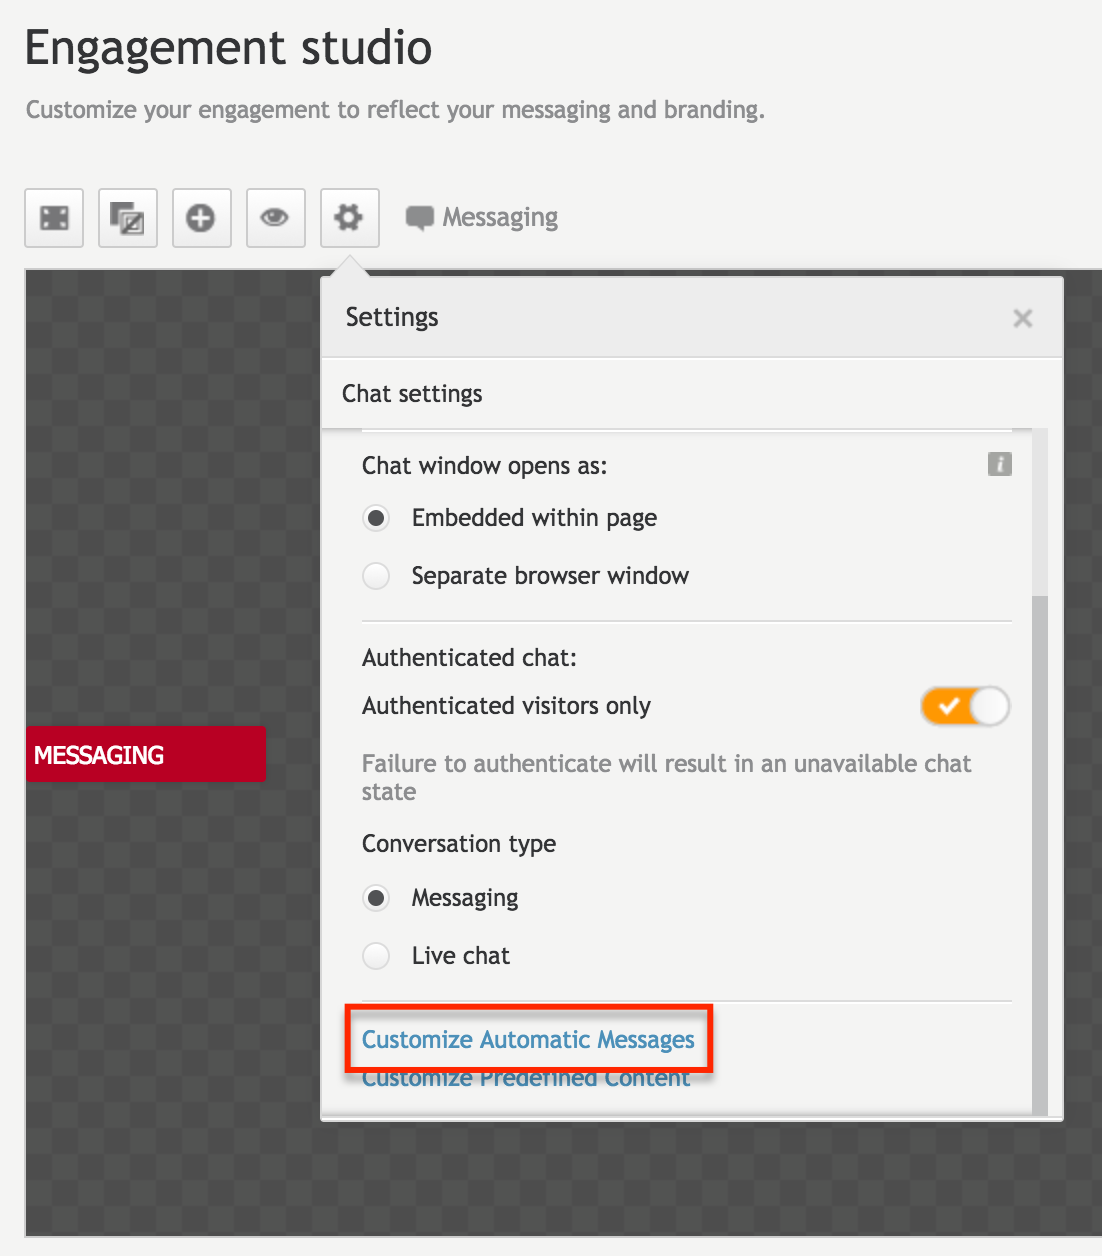 Engagement studio
Customize your engagement to reflect your messaging and branding.
Messaging
Settings
Chat settings
Chat window opens as:
Embedded within page
Separate browser window
Authenticated chat:
Authenticated visitors only
Failure to authenticate will result in an unavailable chat
state
MESSAGING
Conversation type
Messaging
Live chat
Customize Automatic Messages
Customize Predefined Content